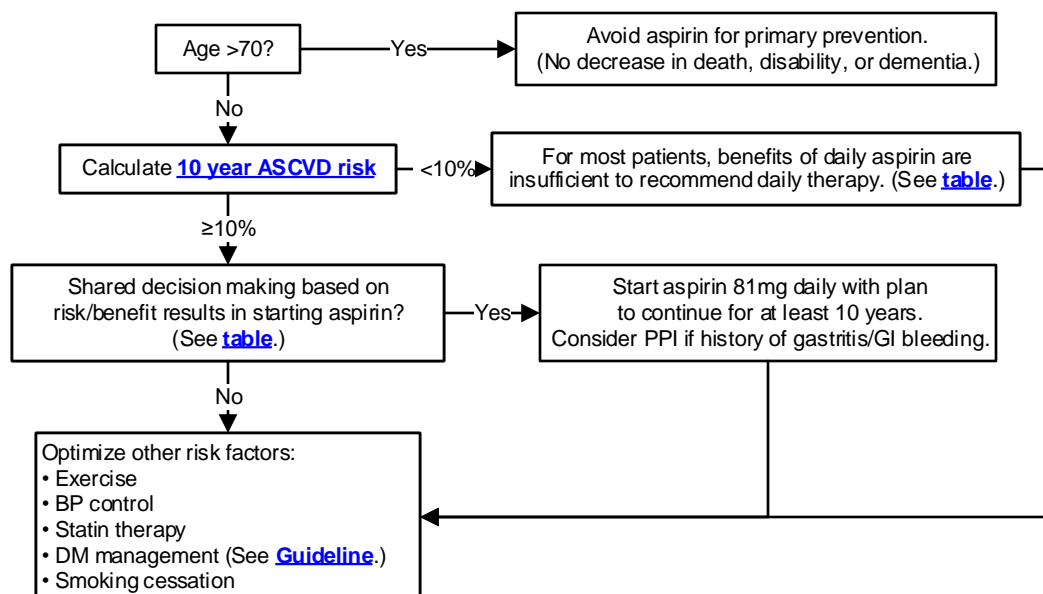 Age >70?
Yes
Avoid aspirin for primary prevention.
(No decrease in death, disability, or dementia.)
No
Calculate 10 year ASCVD risk
<10%
For most patients, benefits of daily aspirin are
insufficient to recommend daily therapy. (See table.)
≥10%
Shared decision making based on
risk/benefit results in starting aspirin?
(See table.)
Yes
Start aspirin 81mg daily with plan
to continue for at least 10 years.
Consider PPI if history of gastritis/GI bleeding.
No
Optimize other risk factors:
• Exercise
• BP control
• Statin therapy
• DM management (See Guideline.)
• Smoking cessation